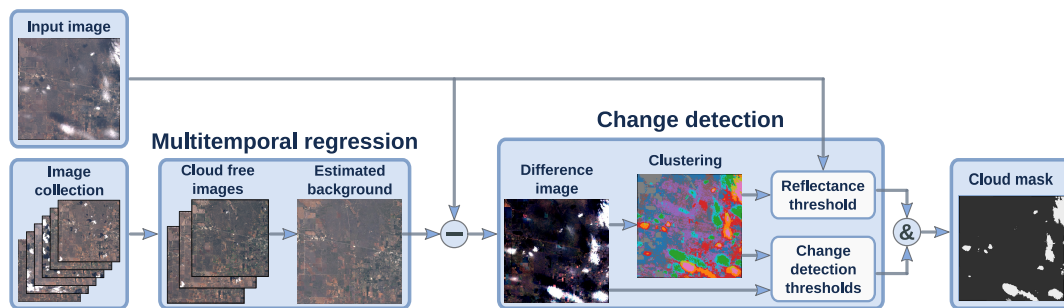 Input image
Multitemporal regression
Change detection
Image
collection
Cloud free
images
Estimated
background
−
Difference
image
Clustering
Reflectance
threshold
Change
detection
thresholds
&
Cloud mask